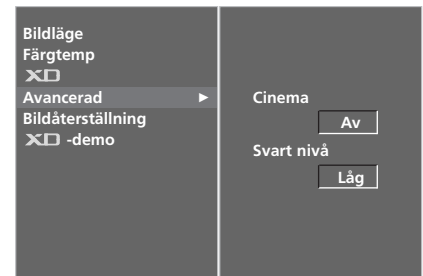 Bildläge
Färgtemp
XD
Avancerad ►
Bildåterställning
XD -demo
Cinema
Av
Svart nivå
Låg